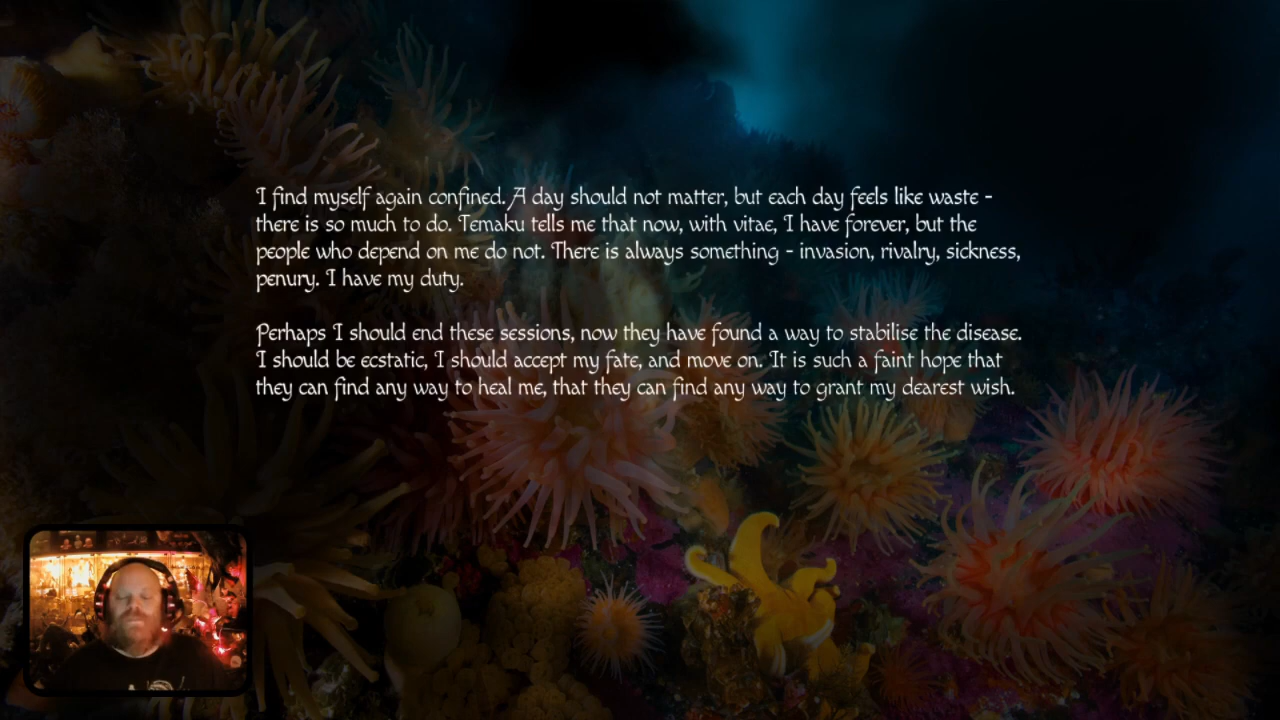 I find myself again confined. A day should not matter, but each day feels like waste -
there is so much to do. Temaku tells me that now, with vitae, I have forever, but the
people who depend on me do not. There is always something - invasion, rivalry, sickness,
penury. I have my duty.
Perhaps I should end these sessions, now they have found a way to stabilise the disease.
I should be ecstatic, I should accept my fate, and move on. It is such a faint hope that
they can find any way to heal me, that they can find any way to grant my dearest wish.